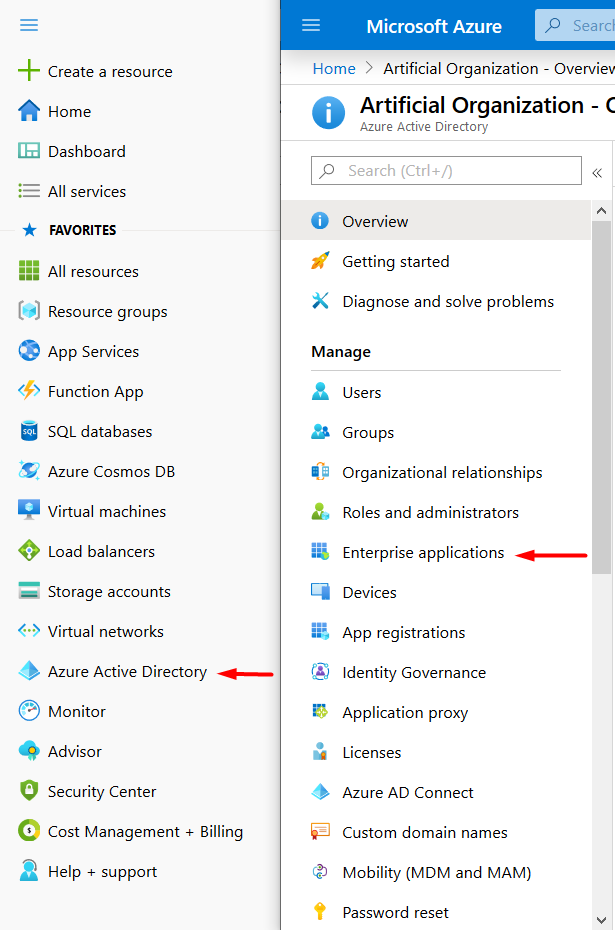 Create a resource
Home
Dashboard
All services
FAVORITES
All resources
Resource groups
App Services
Function App
SQL databases
Azure Cosmos DB
Virtual machines
Load balancers
Storage accounts
Virtual networks
Azure Active Directory
Monitor
Advisor
Security Center
Cost Management + Billing
Help + support
Microsoft Azure
Searc
Home > Artificial Organization - Overview
Artificial Organization -
Azure Active Directory
Search (Ctrl+/)
«
Overview
Getting started
Diagnose and solve problems
Manage
Users
Groups
Organizational relationships
Roles and administrators
Enterprise applications
Devices
App registrations
Identity Governance
Application proxy
Licenses
Azure AD Connect
Custom domain names
Mobility (MDM and MAM)
Password reset